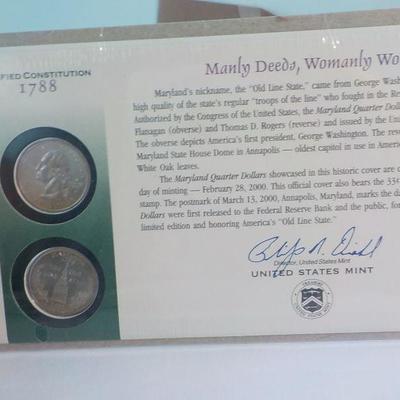 FIED CONSTITUTION
1788
Manly Deeds, Womanly Wo
Maryland's nickname, the "Old Line State," came from George Wash
high quality of the state's regular "troops of the line" who fought in the Re
Authorized by the Congress of the United States, the Maryland Quarter Doll
Flanagan (obverse) and Thomas D. Rogers (reverse) and issued by the Unit
The obverse depicts America's first president, George Washington. The res
Maryland State House Dome in Annapolis — oldest capitol in use in Ameri
White Oak leaves.
The Maryland Quarter Dollars showcased in this historic cover are c
day of minting — February 28, 2000. This official cover also bears the 33¢
stamp. The postmark of March 13, 2000, Annapolis, Maryland, marks the da
Dollars were first released to the Federal Reserve Bank and the public, for
limited edition and honoring America's "Old Line State."
Director, United States Mint
UNITED STATES MINT